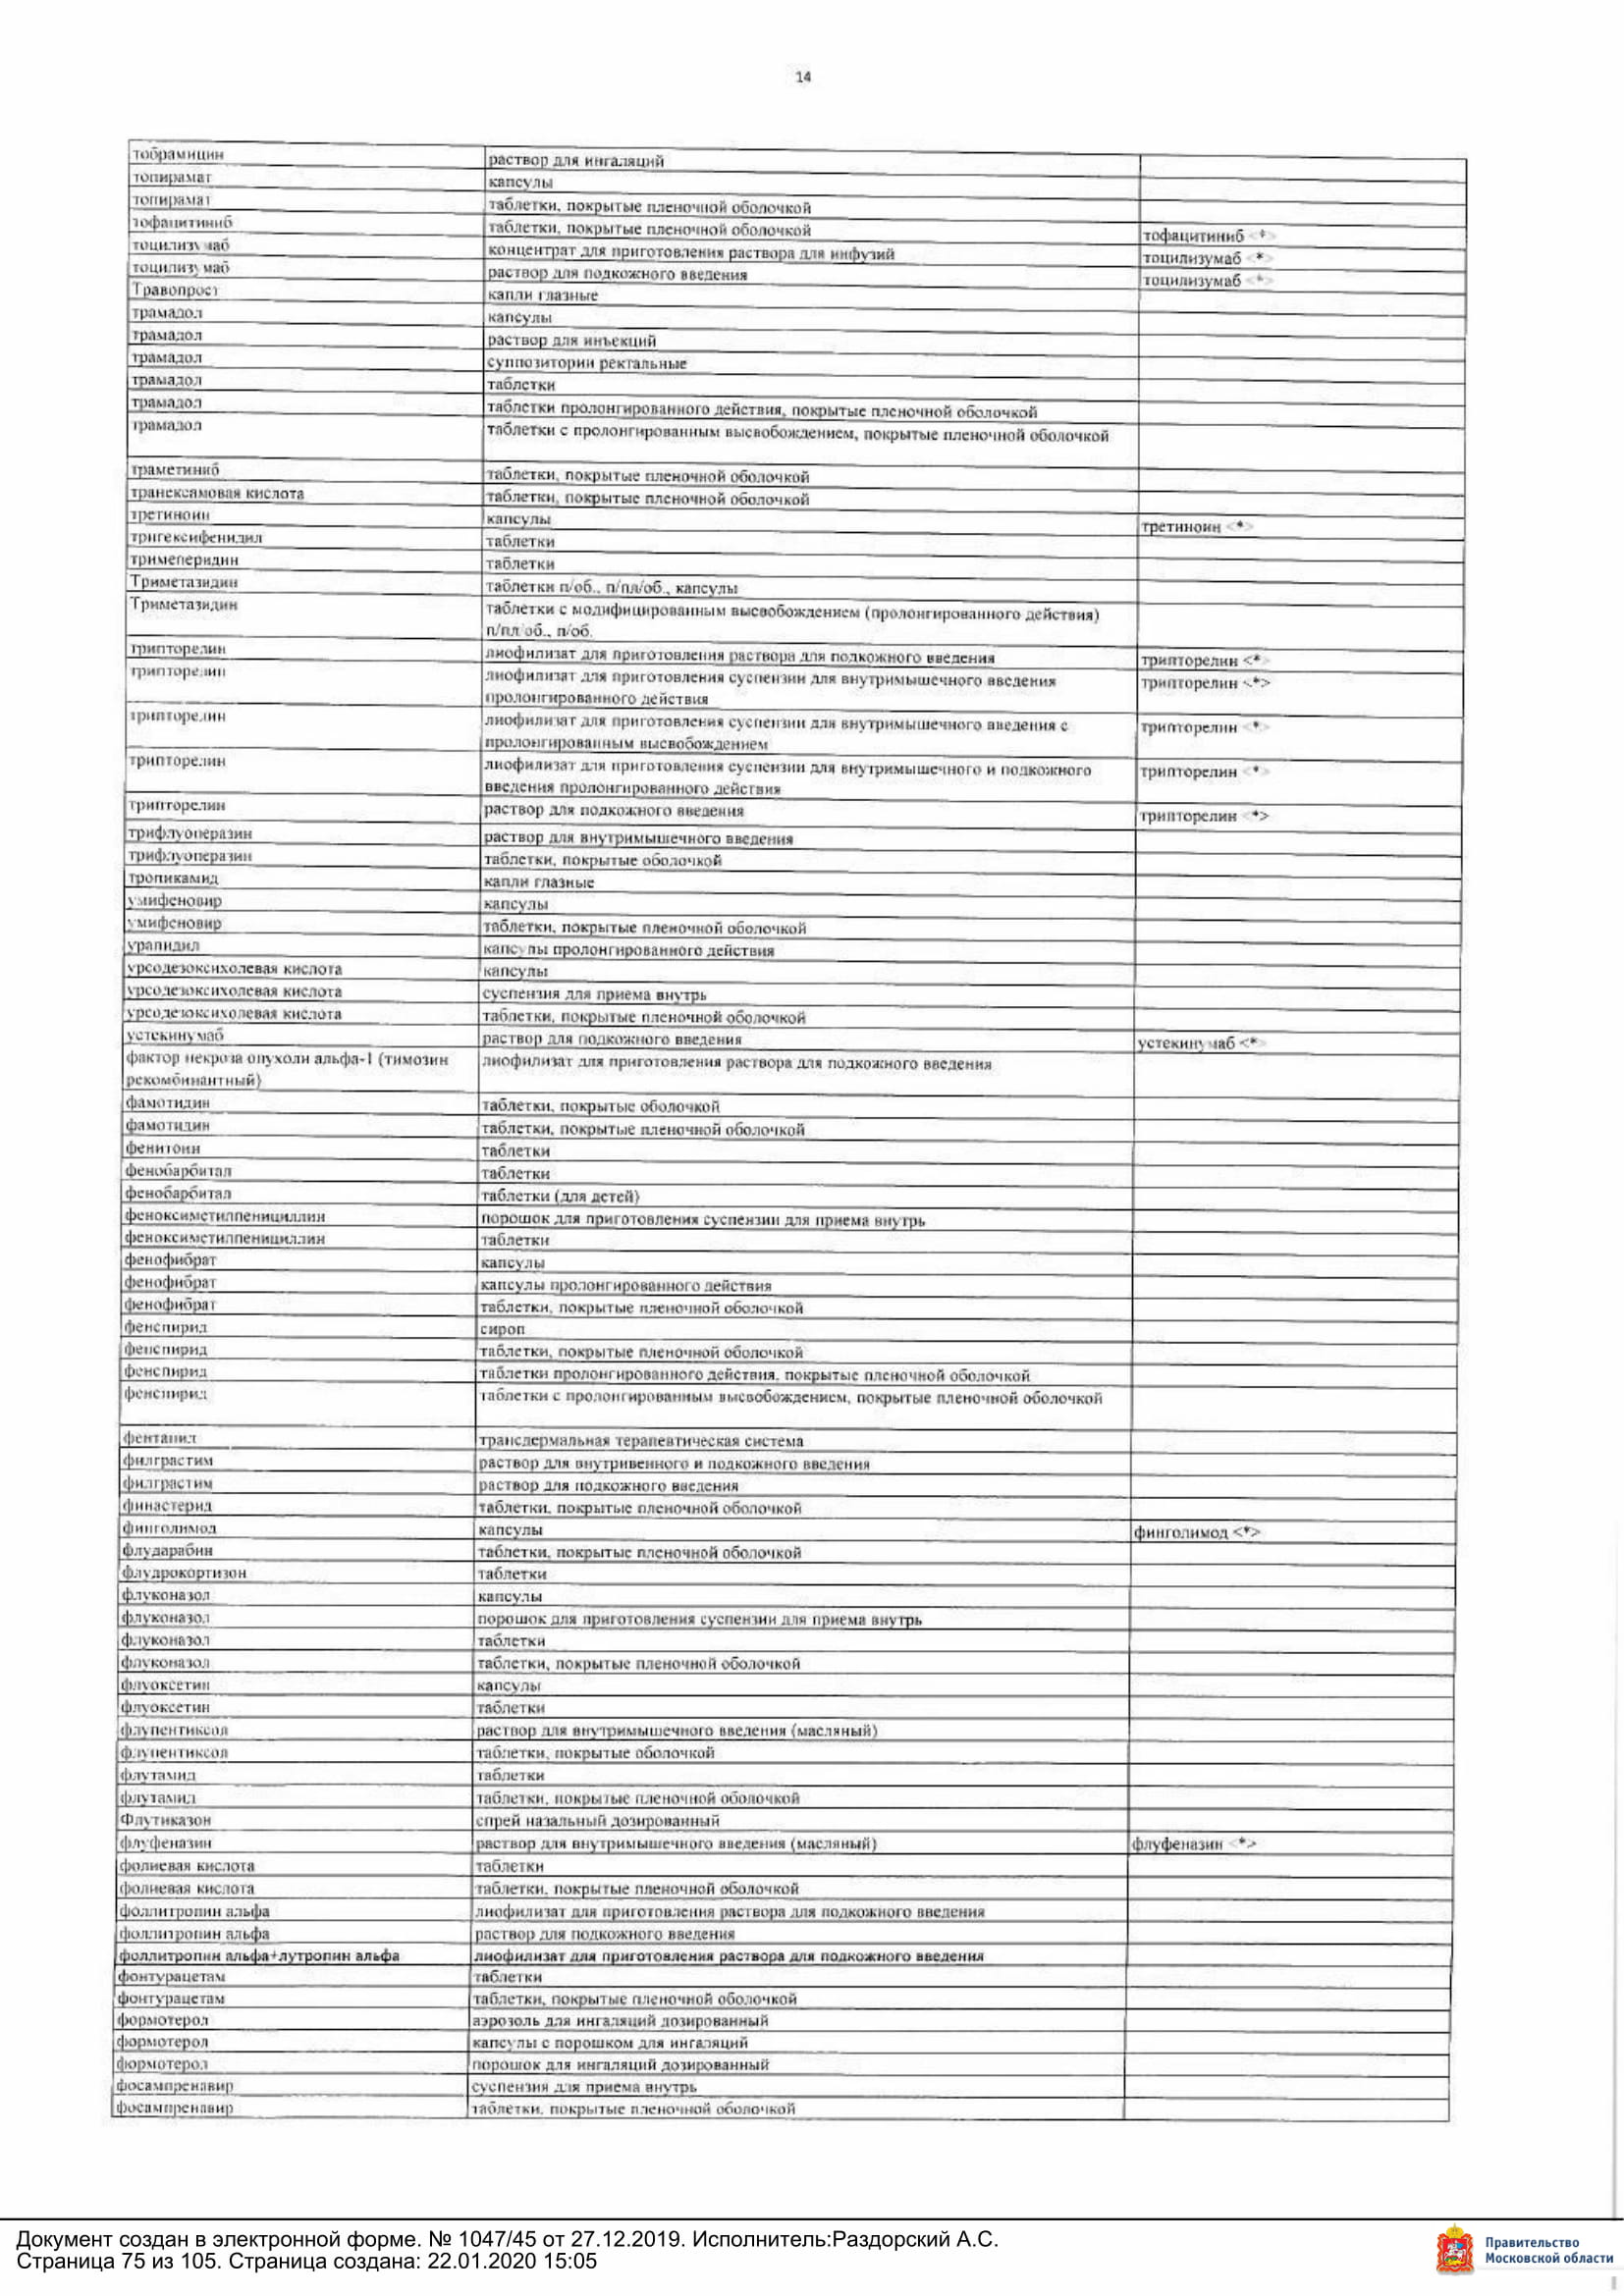 14
тобрамицин раствор для ингаляций
топирамат капсулы
топирамат таблетки, покрытые пленочной оболочкой
тофацитиниб таблетки, покрытые пленочной оболочкой тофацитиниб <*>
тоцилизумаб концентрат для приготовления раствора для инфузий тоцилизумаб <*>
тоцилизумаб раствор для подкожного введения тоцилизумаб <*>
Травопрост капли глазные
трамадол капсулы
трамадол раствор для инъекций
трамадол суппозитории ректальные
трамадол таблетки
трамадол таблетки пролонгированного действия, покрытые пленочной оболочкой
трамадол таблетки с пролонгированным высвобождением, покрытые пленочной оболочкой
траметиниб таблетки, покрытые пленочной оболочкой
транексамовая кислота таблетки, покрытые пленочной оболочкой
третиноин капсулы третиноин <*>
тригексифенидил таблетки
тримеперидин таблетки
Триметазидин таблетки п/об., п/пл/об., капсулы
Триметазидин таблетки с модифицированным высвобождением (пролонгированного действия)
п/пл/об., п/об.
трипторелин лиофилизат для приготовления раствора для подкожного введения трипторелин <*>
трипторелин лиофилизат для приготовления суспензии для внутримышечного введения трипторелин <*>
пролонгированного действия
трипторелин лиофилизат для приготовления суспензии для внутримышечного введения с трипторелин <*>
пролонгированным высвобождением
трипторелин лиофилизат для приготовления суспензии для внутримышечного и подкожного трипторелин <*>
введения пролонгированного действия
трипторелин раствор для подкожного введения трипторелин <*>
трифлуоперазин раствор для внутримышечного введения
трифлуоперазин таблетки, покрытые оболочкой
тропикамид капли глазные
умифеновир капсулы
умифеновир таблетки, покрытые пленочной оболочкой
урапидил капсулы пролонгированного действия
урсодезоксихолевая кислота капсулы
урсодезоксихолевая кислота суспензия для приема внутрь
урсодезоксихолевая кислота таблетки, покрытые пленочной оболочкой
устекинумаб раствор для подкожного введения устекинумаб <*>
фактор некроза опухоли альфа-1 (тимозин лиофилизат для приготовления раствора для подкожного введения
рекомбинантный)
фамотидин таблетки, покрытые оболочкой
фамотидин таблетки, покрытые пленочной оболочкой
фенитоин таблетки
фенобарбитал таблетки
фенобарбитал таблетки (для детей)
феноксиметилпенициллин порошок для приготовления суспензии для приема внутрь
феноксиметилпенициллин таблетки
фенофибрат капсулы
фенофибрат капсулы пролонгированного действия
фенофибрат таблетки, покрытые пленочной оболочкой
фенспирид сироп
фенспирид таблетки, покрытые пленочной оболочкой
фенспирид таблетки пролонгированного действия, покрытые пленочной оболочкой
фенспирид таблетки с пролонгированным высвобождением, покрытые пленочной оболочкой
фентанил трансдермальная терапевтическая система
филграстим раствор для внутривенного и подкожного введения
филграстим раствор для подкожного введения
финастерид таблетки, покрытые пленочной оболочкой
финголимод капсулы финголимод <*>
флударабин таблетки, покрытые пленочной оболочкой
флудрокортизон таблетки
флуконазол капсулы
флуконазол порошок для приготовления суспензии для приема внутрь
флуконазол таблетки
флуконазол таблетки, покрытые пленочной оболочкой
флуоксетин капсулы
флуоксетин таблетки
флупентиксол раствор для внутримышечного введения (масляный)
флупентиксол таблетки, покрытые оболочкой
флутамид таблетки
флутамид таблетки, покрытые пленочной оболочкой
Флутиказон спрей назальный дозированный
флуфеназин раствор для внутримышечного введения (масляный) флуфеназин <*>
фолиевая кислота таблетки
фолиевая кислота таблетки, покрытые пленочной оболочкой
фоллитропин альфа лиофилизат для приготовления раствора для подкожного введения
фоллитропин альфа раствор для подкожного введения
фоллитропин альфа+лутропин альфа лиофилизат для приготовления раствора для подкожного введения
фонтурацетам таблетки
фонтурацетам таблетки, покрытые пленочной оболочкой
формотерол аэрозоль для ингаляций дозированный
формотерол капсулы с порошком для ингаляций
формотерол порошок для ингаляций дозированный
фосампренавир суспензия для приема внутрь
фосампренавир таблетки, покрытые пленочной оболочкой
Документ создан в электронной форме. № 1047/45 от 27.12.2019. Исполнитель:Раздорский А.С.
Страница 75 из 105. Страница создана: 22.01.2020 15:05
Правительство
Московской области